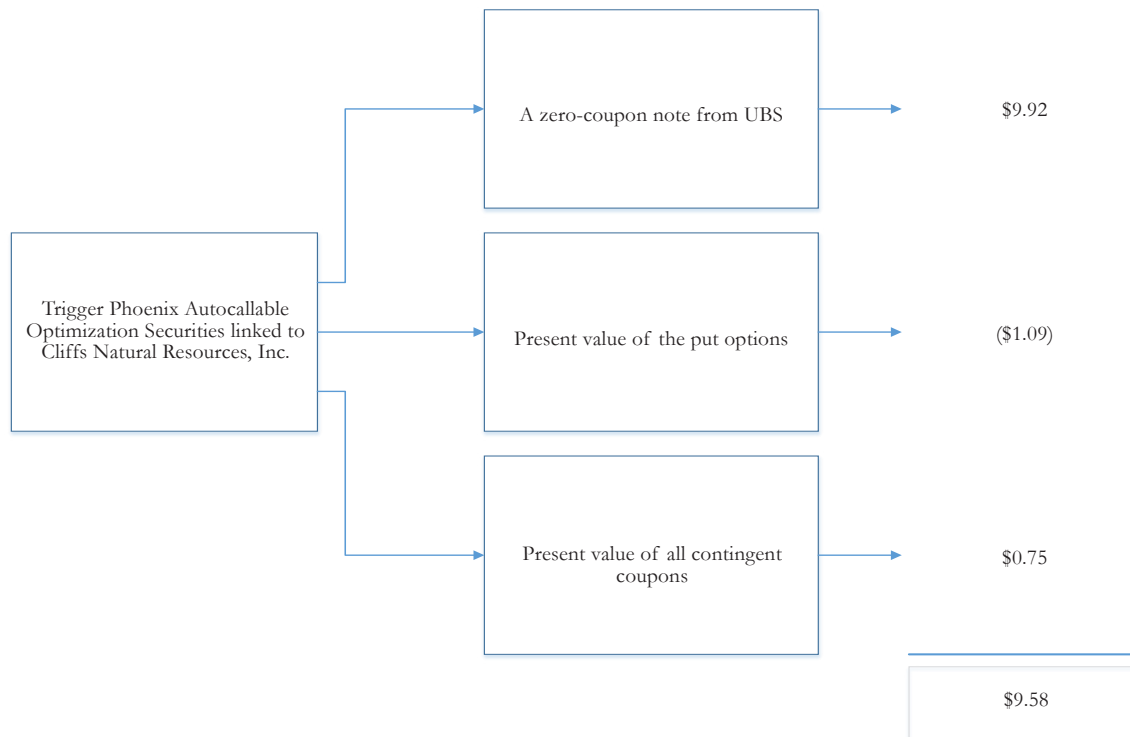 A zero-coupon note from UBS
$9.92
Trigger Phoenix Autocallable
Optimization Securities linked to
Cliffs Natural Resources, Inc.
Present value of the put options
($1.09)
Present value of all contingent
coupons
$0.75
$9.58